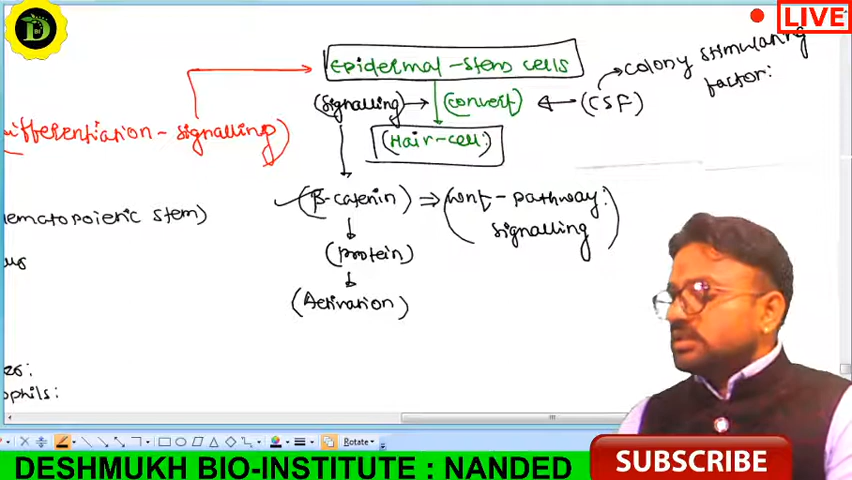 LIVE
Epidermal-stem cells
colony stimulating
factor:
(signalling)
(convert)
(CSF)
differentiation-signalling)
(Hair-cell:)
(β-catenin)
(wnt-pathway:
signalling)
ematopoietic stem)
(protein)
(Activation)
Rotate
DESHMUKH BIO-INSTITUTE : NANDED
SUBSCRIBE